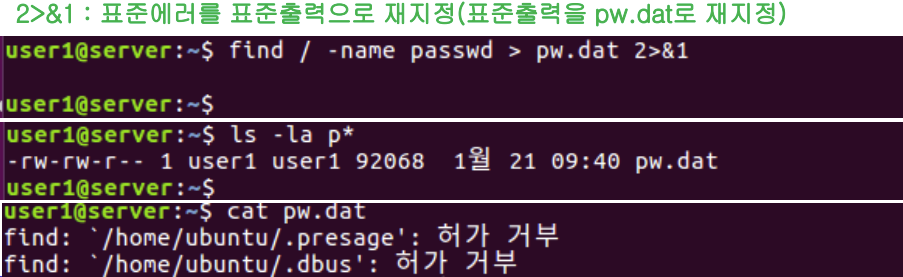 2>&1 : 표준에러를 표준출력으로 재지정(표준출력을 pw.dat로 재지정)
user1@server:~$ find / -name passwd > pw.dat 2>&1
user1@server:~$
user1@server:~$ ls -la p*
-rw-rw-r-- 1 user1 user1 92068  1월 21 09:40 pw.dat
user1@server:~$
user1@server:~$ cat pw.dat
find: `/home/ubuntu/.presage': 허가 거부
find: `/home/ubuntu/.dbus': 허가 거부